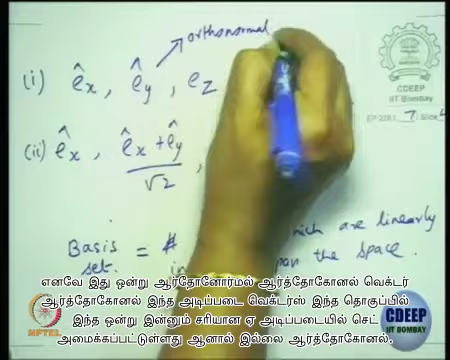 orthonormal
(i) êx, êy, ez
CDEEP
IIT Bombay
(ii) êx, êx + êy / √2,
Basis = # which are linearly
set. in span the space.
எனவே இது ஒன்று ஆர்தோனோர்மல் ஆர்த்தோகோனல் வெக்டர்
ஆர்த்தோகோனல் இந்த அடிப்படை வெக்டர்ஸ் இந்த தொகுப்பில்
இந்த ஒன்று இன்னும் சரியான ஏ அடிப்படையில் செட்
அமைக்கப்பட்டுள்ளது ஆனால் இல்லை ஆர்த்தோகோனல்.
NPTEL
CDEEP
IIT BOMBAY